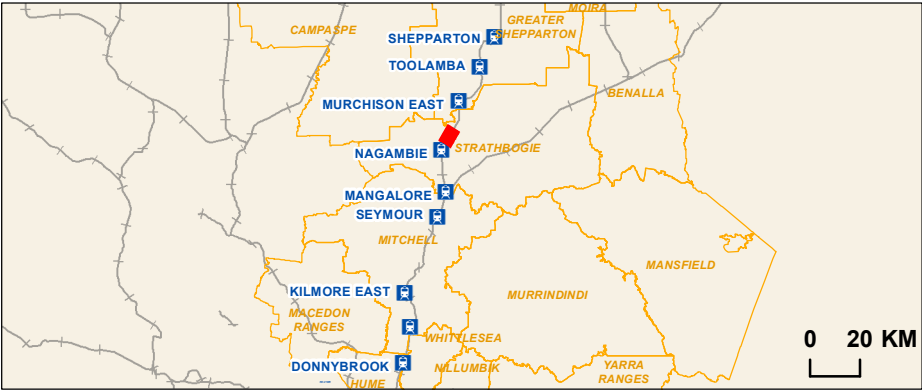 MOIRA
CAMPASPE
GREATER
SHEPPARTON
SHEPPARTON
TOOLAMBA
BENALLA
MURCHISON EAST
STRATHBOGIE
NAGAMBIE
MANGALORE
SEYMOUR
MITCHELL
MANSFIELD
KILMORE EAST
MURRINDINDI
MACEDON
RANGES
WHITTLESEA
0 20 KM
DONNYBROOK
NILLUMBIK
YARRA
RANGES
HUME